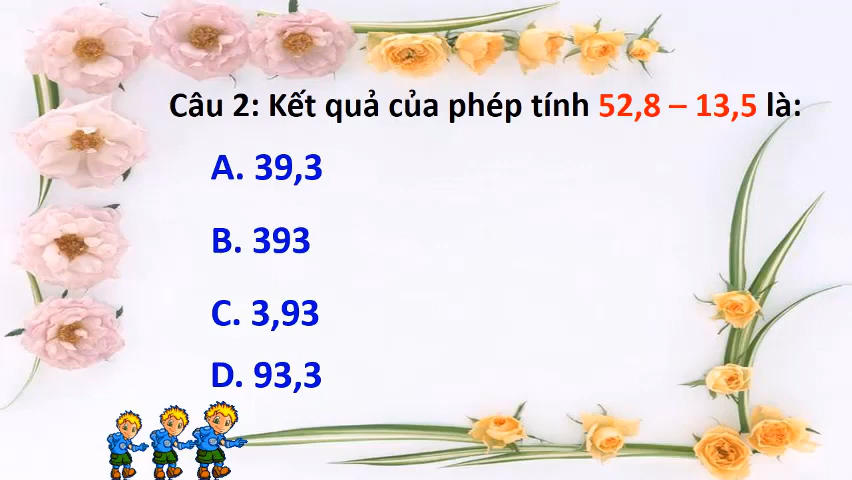 Câu 2: Kết quả của phép tính 52,8 – 13,5 là:
A. 39,3
B. 393
C. 3,93
D. 93,3